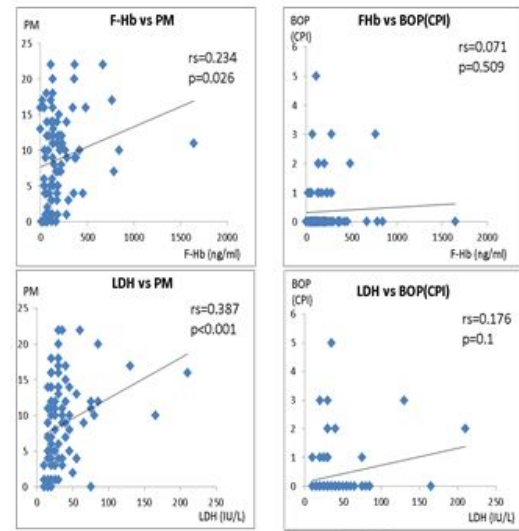 F-Hb vs PM
PM
rs=0.234
p=0.026
25
20
15
10
5
0
0 500 1000 1500 2000
F-Hb (ng/ml)
FHb vs BOP(CPI)
BOP
(CPI)
rs=0.071
p=0.509
6
5
4
3
2
1
0
0 500 1000 1500 2000
F-Hb (ng/ml)
LDH vs PM
PM
rs=0.387
p<0.001
25
20
15
10
5
0
0 50 100 150 200 250
LDH (IU/L)
LDH vs BOP(CPI)
BOP
(CPI)
rs=0.176
p=0.1
6
5
4
3
2
1
0
0 50 100 150 200 250
LDH (IU/L)